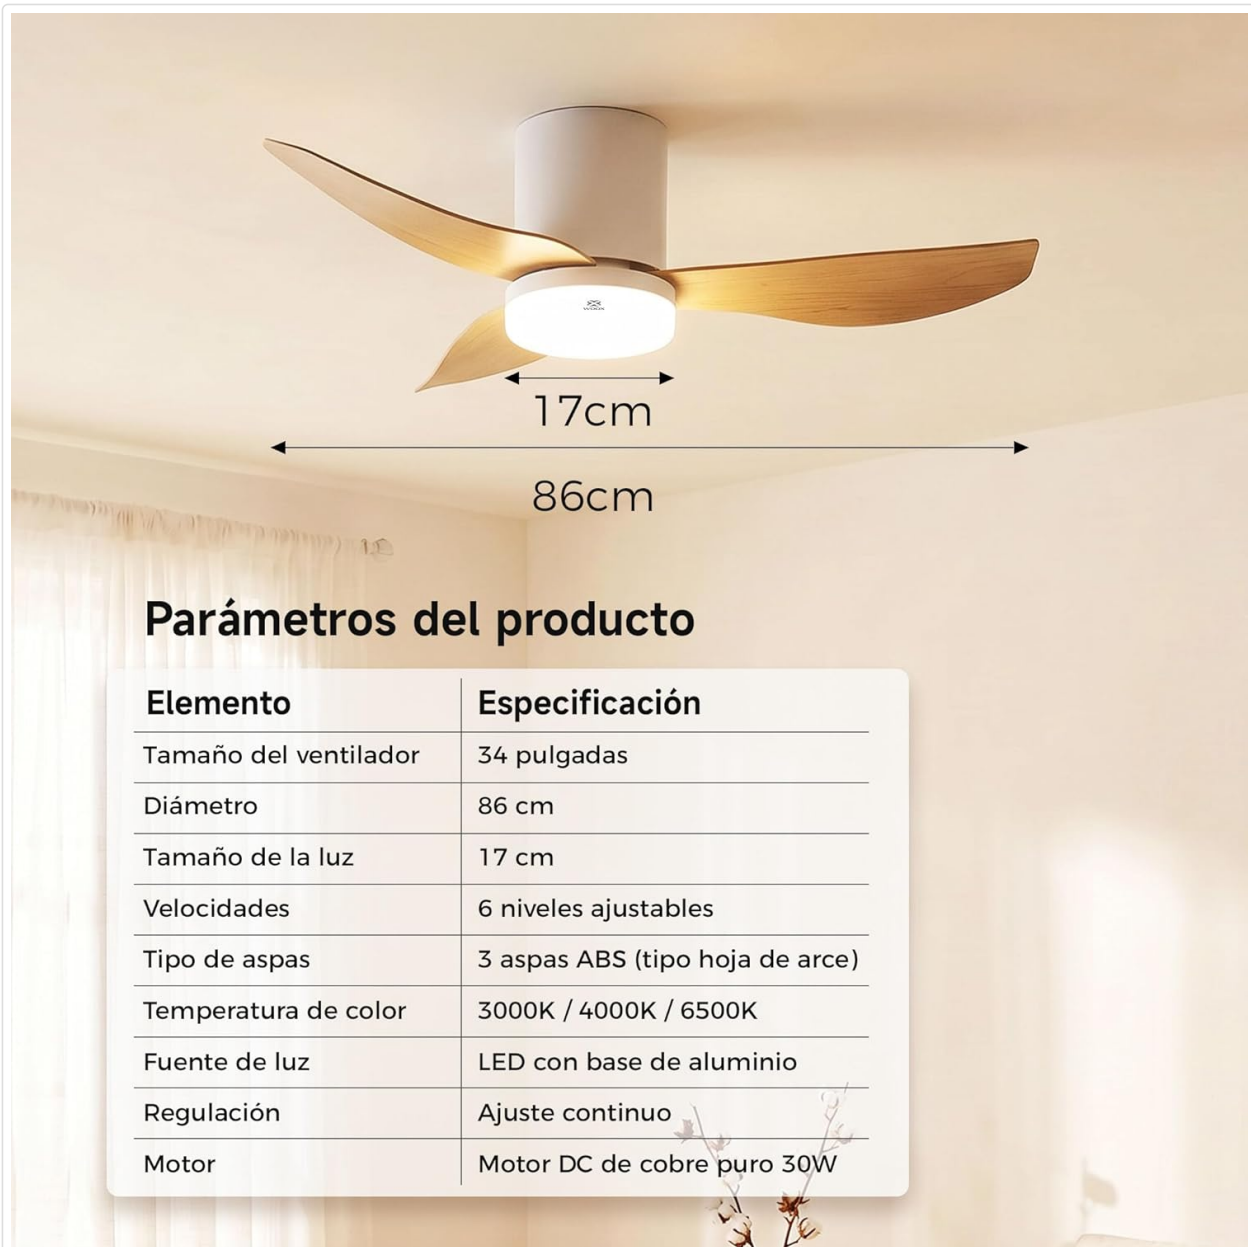 17cm
86cm
Parámetros del producto
Elemento Especificación
Tamaño del ventilador 34 pulgadas
Diámetro 86 cm
Tamaño de la luz 17 cm
Velocidades 6 niveles ajustables
Tipo de aspas 3 aspas ABS (tipo hoja de arce)
Temperatura de color 3000K / 4000K / 6500K
Fuente de luz LED con base de aluminio
Regulación Ajuste continuo
Motor Motor DC de cobre puro 30W